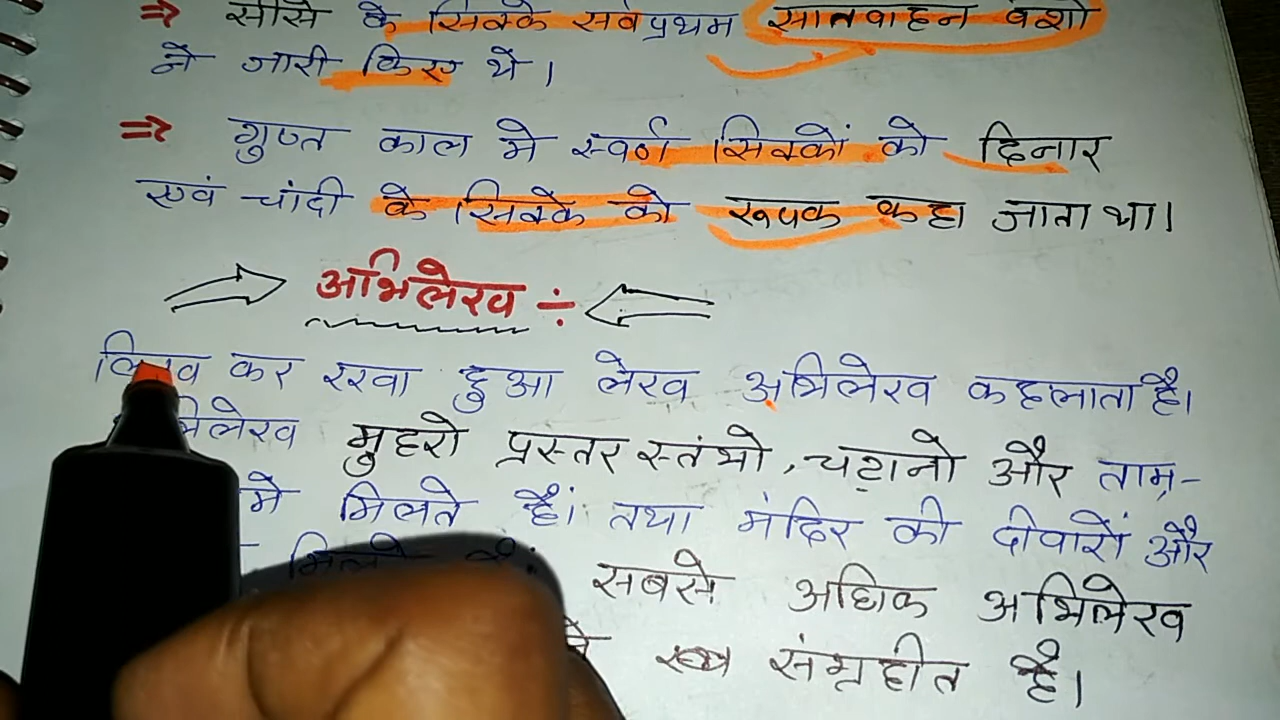 ⇒ सीसे के सिक्के सर्वप्रथम सातवाहन वंशो
ने जारी किए थे।
⇒ गुप्त काल मे स्वर्ण सिक्कों को दिनार
एवं चांदी के सिक्के को रूपक कहा जाता था।
अभिलेख ÷
लिख कर रखा हुआ लेख अभिलेख कहलाता है।
मुहरो प्रस्तर स्तंभो, चट्टानो और ताम्र-
मे मिलते हैं। तथा मंदिर की दीवारों और
सबसे अधिक अभिलेख
संग्रहीत है।